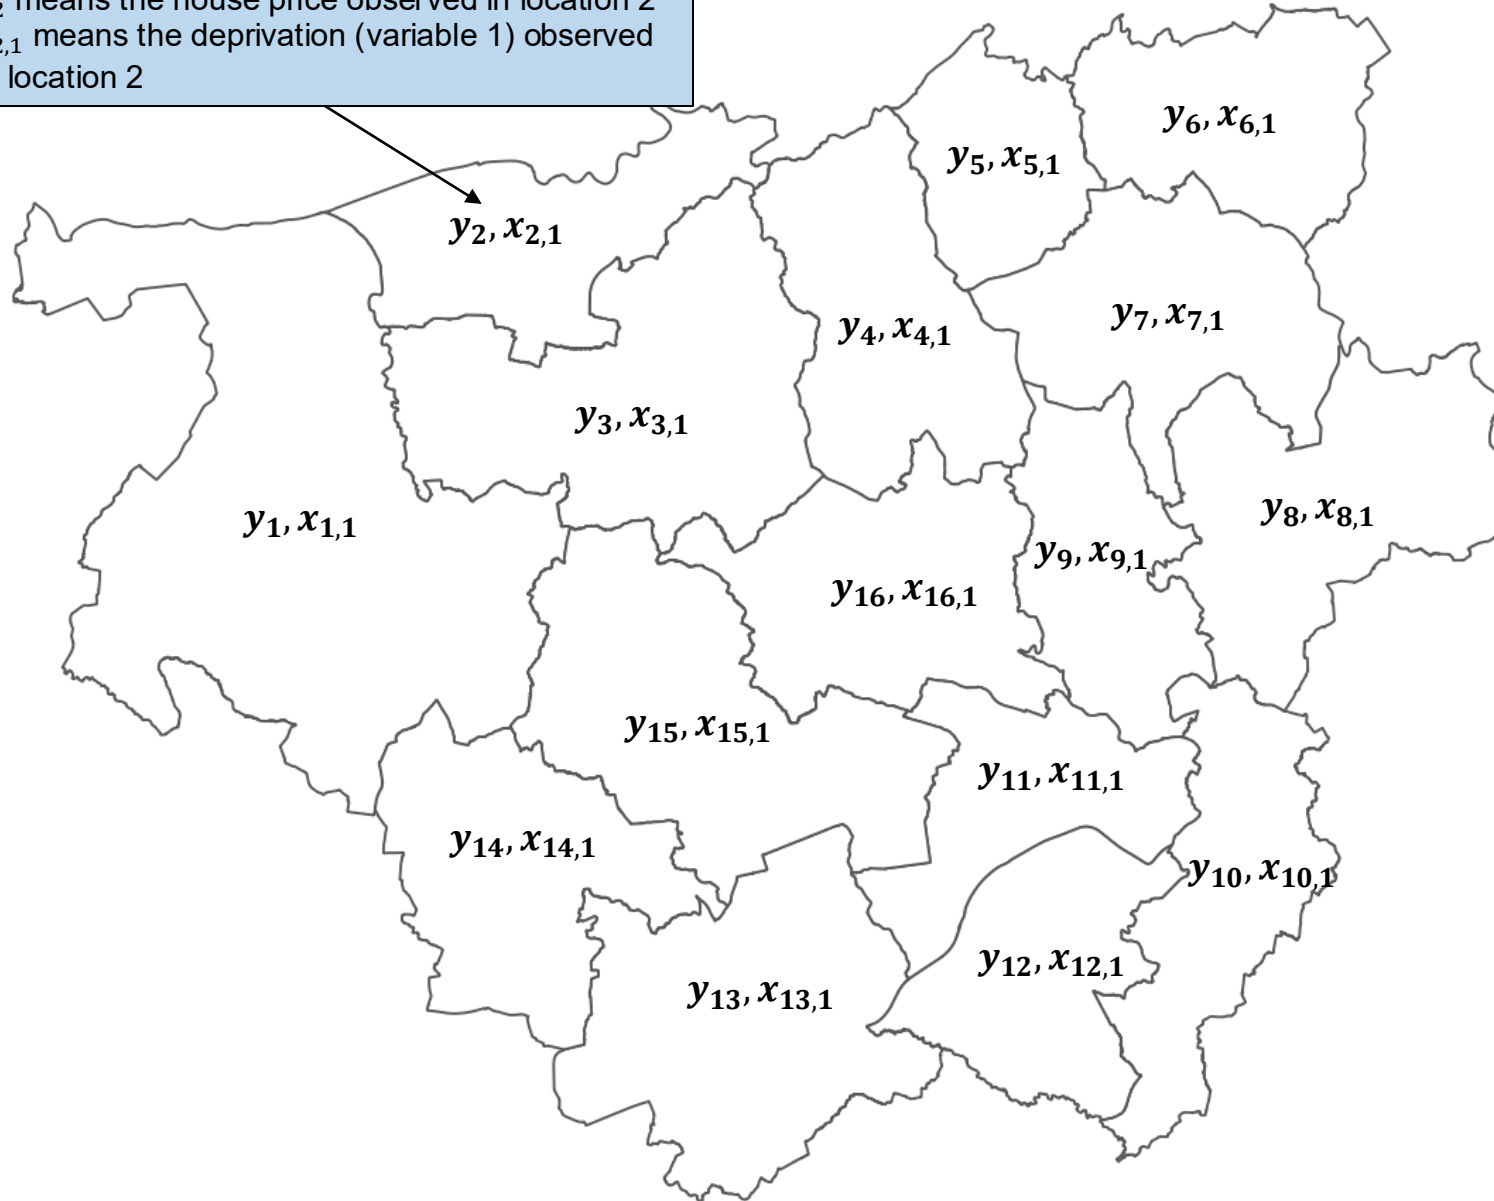 means the house price observed in location 2
2,1 means the deprivation (variable 1) observed
location 2
y6, x6,1
y5, x5,1
y2, x2,1
y7, x7,1
y4, x4,1
y3, x3,1
y1, x1,1
y8, x8,1
y9, x9,1
y16, x16,1
y15, x15,1
y11, x11,1
y14, x14,1
y10, x10,1
y12, x12,1
y13, x13,1